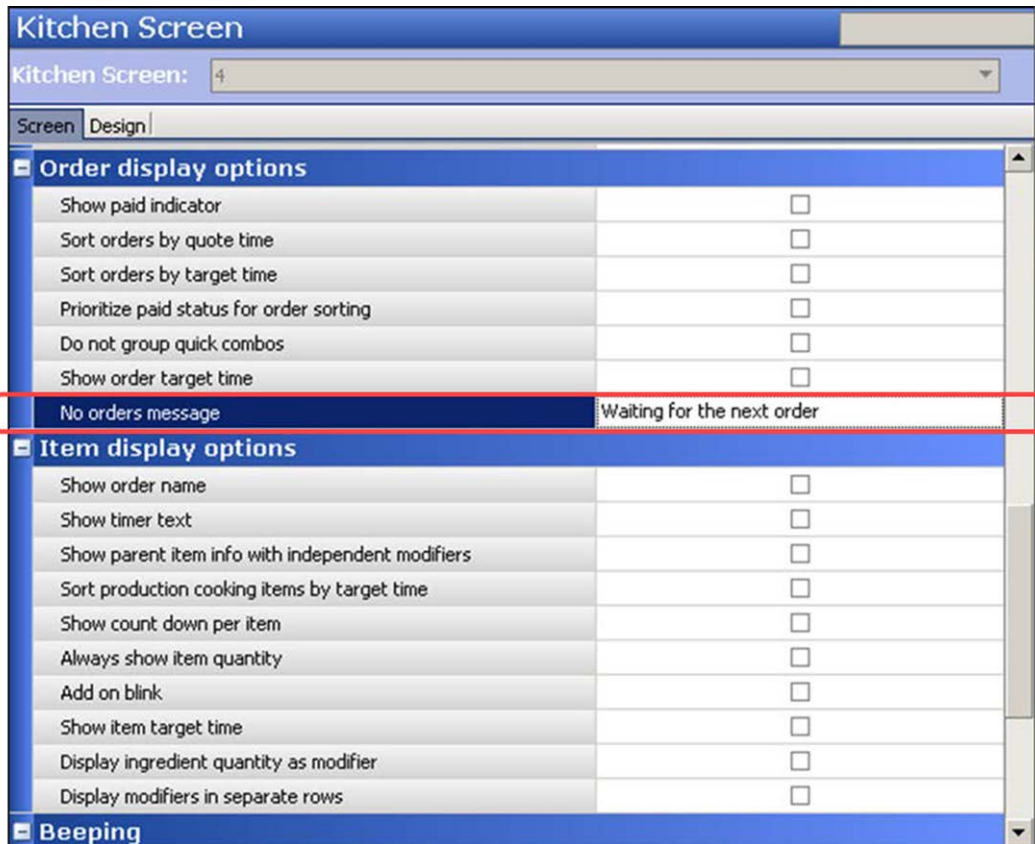 Kitchen Screen
Kitchen Screen: 4
Screen Design
Order display options
Show paid indicator
Sort orders by quote time
Sort orders by target time
Prioritize paid status for order sorting
Do not group quick combos
Show order target time
No orders message Waiting for the next order
Item display options
Show order name
Show timer text
Show parent item info with independent modifiers
Sort production cooking items by target time
Show count down per item
Always show item quantity
Add on blink
Show item target time
Display ingredient quantity as modifier
Display modifiers in separate rows
Beeping